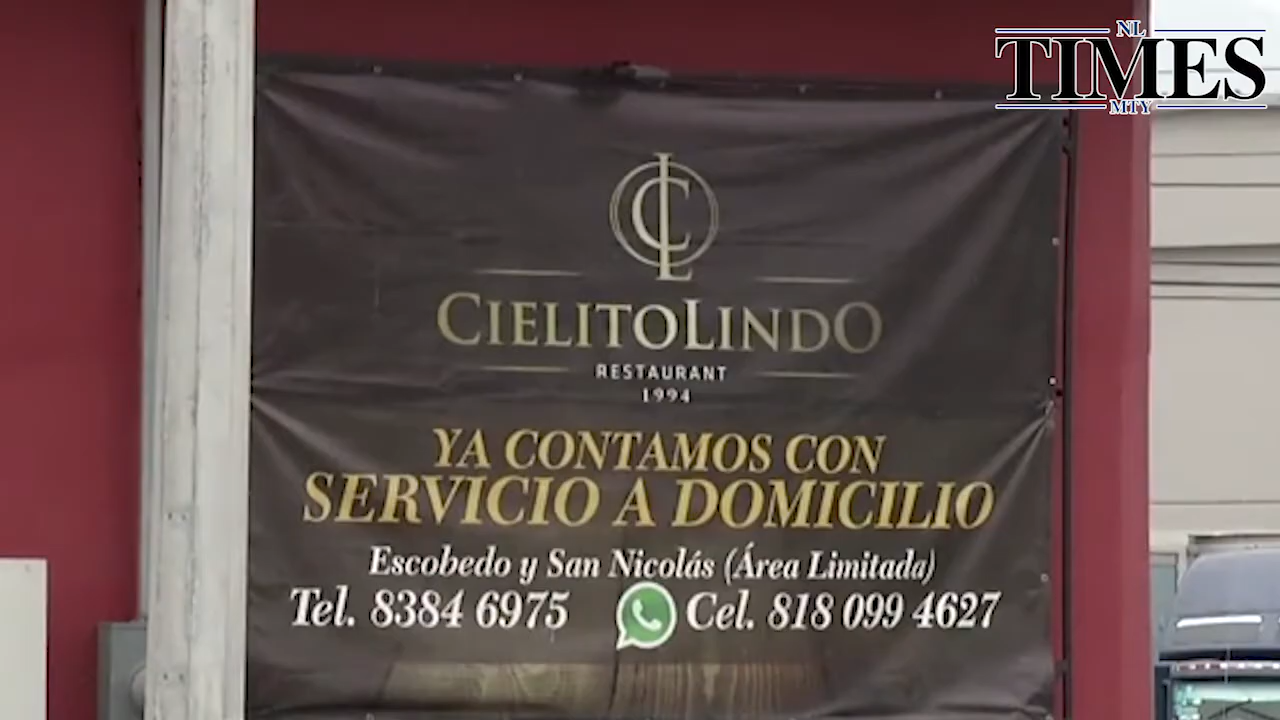 NL
TIMES
MTY
CLC
CIELITOLINDO
RESTAURANT
1994
YA CONTAMOS CON
SERVICIO A DOMICILIO
Escobedo y San Nicolás (Área Limitada)
Tel. 8384 6975 Cel. 818 099 4627